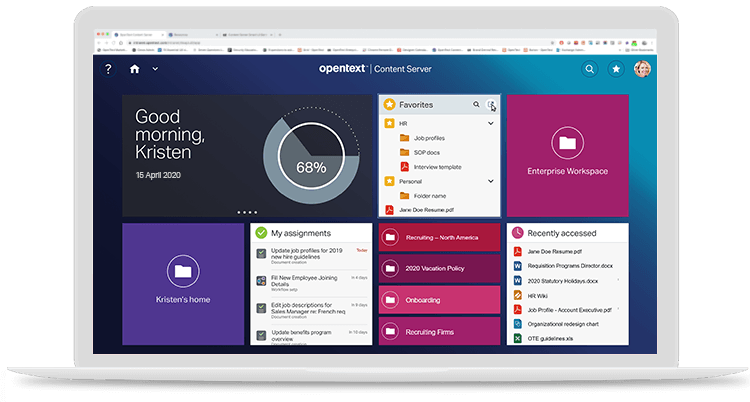 opentext™ | Content Server
?
Good
morning,
Kristen
15 April 2020
68%
Favorites
HR
Job profiles
SOP docs
Interview template
Personal
Folder name
Jane Doe Resume.pdf
Enterprise Workspace
Kristen's home
My assignments
Update job profiles for 2019
new hire guidelines
Today
Document creation
Fill New Employee Joining
Details
In 4 days
Workflow setp
Edit job descriptions for
Sales Manager re: French req
Document creation
Update benefits program
overview
Document creation
Recruiting – North America
2020 Vacation Policy
Onboarding
Recruiting Firms
Recently accessed
Jane Doe Resume.pdf
Requisition Programs Director.docx
2020 Statutory Holidays.docx
HR Wiki
Job Profile - Account Executive.pdf
Organizational redesign chart
OTE guidelines.xls